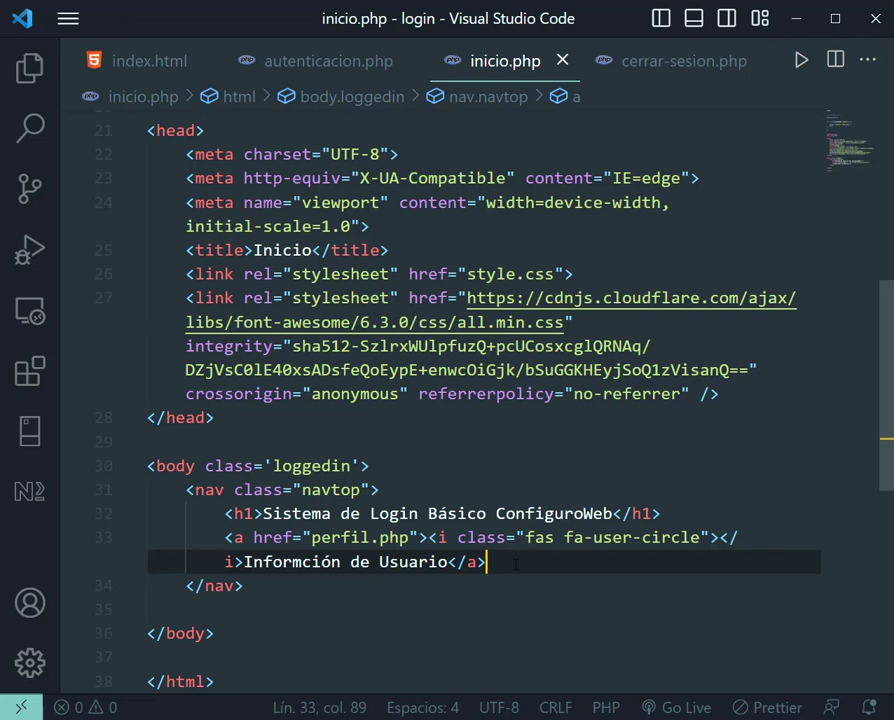 inicio.php - login - Visual Studio Code
index.html autenticacion.php inicio.php cerrar-sesion.php
inicio.php > html > body.loggedin > nav.navtop > a
21 <head>
22 <meta charset="UTF-8">
23 <meta http-equiv="X-UA-Compatible" content="IE=edge">
24 <meta name="viewport" content="width=device-width,
initial-scale=1.0">
25 <title>Inicio</title>
26 <link rel="stylesheet" href="style.css">
27 <link rel="stylesheet" href="https://cdnjs.cloudflare.com/ajax/
libs/font-awesome/6.3.0/css/all.min.css"
integrity="sha512-SzlrxWUlpfuzQ+pcUCosxcglQRNAq/
DZjVsC0lE40xsADsfeQoEypE+enwcOiGjk/bSuGGKHEyjSoQ1zVisanQ=="
crossorigin="anonymous" referrerpolicy="no-referrer" />
28 </head>
29
30 <body class='loggedin'>
31 <nav class="navtop">
32 <h1>Sistema de Login Básico ConfiguroWeb</h1>
33 <a href="perfil.php"><i class="fas fa-user-circle"></
i>Informción de Usuario</a>
34 </nav>
35
36 </body>
37
38 </html>
0 0 Lín. 33, col. 89 Espacios: 4 UTF-8 CRLF PHP Go Live Prettier